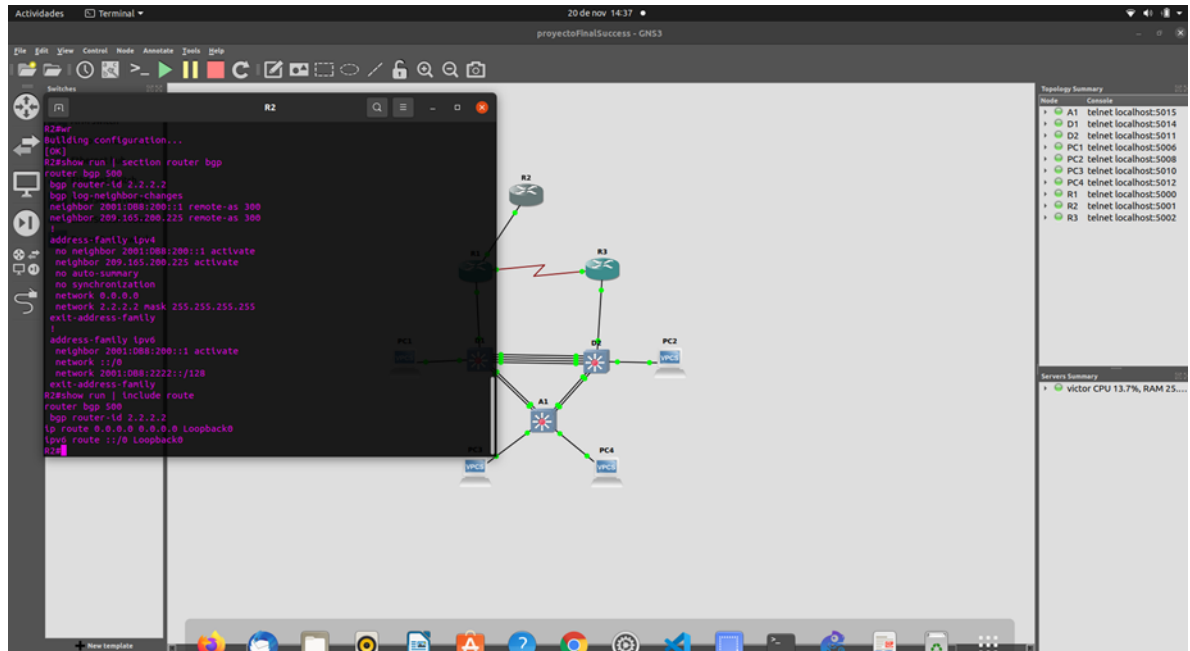 Actividades
Terminal
20 de nov 14:37
proyectoFinalSuccess - GNS3
File Edit View Control Node Annotate Tools Help
Switches
R2
R2#wr
Building configuration...
[OK]
R2#show run | section router bgp
router bgp 500
bgp router-id 2.2.2.2
bgp log-neighbor-changes
neighbor 2001:DB8:200::1 remote-as 300
neighbor 209.165.200.225 remote-as 300
!
address-family ipv4
no neighbor 2001:DB8:200::1 activate
neighbor 209.165.200.225 activate
no auto-summary
no synchronization
network 0.0.0.0
network 2.2.2.2 mask 255.255.255.255
exit-address-family
!
address-family ipv6
neighbor 2001:DB8:200::1 activate
network ::/0
network 2001:DB8:2222::/128
exit-address-family
R2#show run | include route
router bgp 500
bgp router-id 2.2.2.2
ip route 0.0.0.0 0.0.0.0 Loopback0
ipv6 route ::/0 Loopback0
R2#
R2
R1
R3
PC1
D1
D2
PC2
VPCS
VPCS
A1
PC3
PC4
VPCS
VPCS
Topology Summary
Node Console
A1 telnet localhost:5015
D1 telnet localhost:5014
D2 telnet localhost:5011
PC1 telnet localhost:5006
PC2 telnet localhost:5008
PC3 telnet localhost:5010
PC4 telnet localhost:5012
R1 telnet localhost:5000
R2 telnet localhost:5001
R3 telnet localhost:5002
Servers Summary
victor CPU 13.7%, RAM 25....
New template